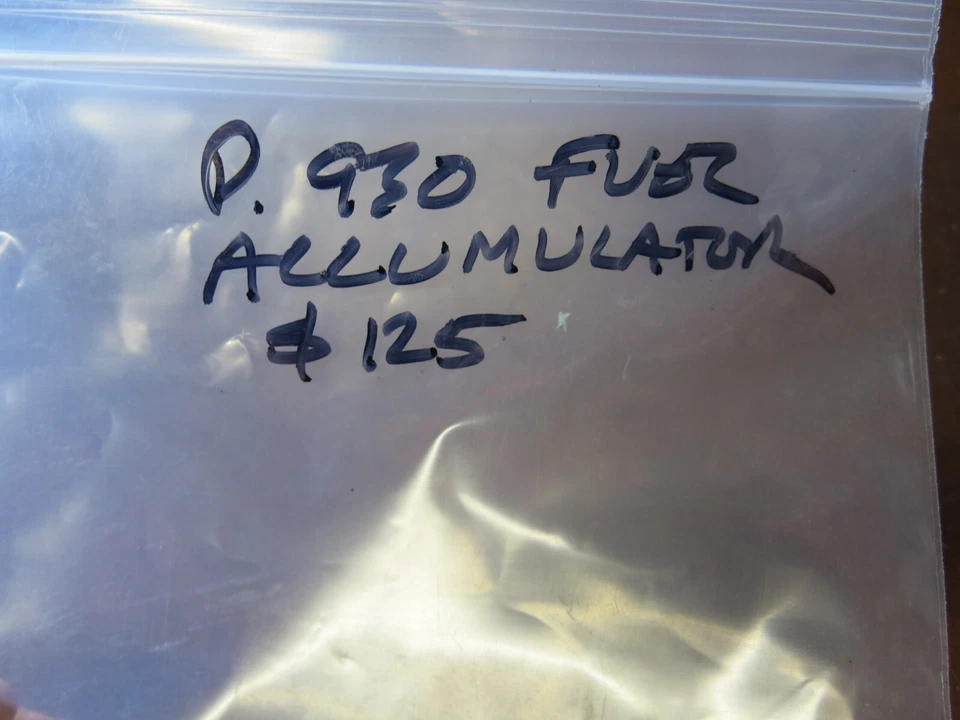 P. 930 FUEL
ACCUMULATOR
$125